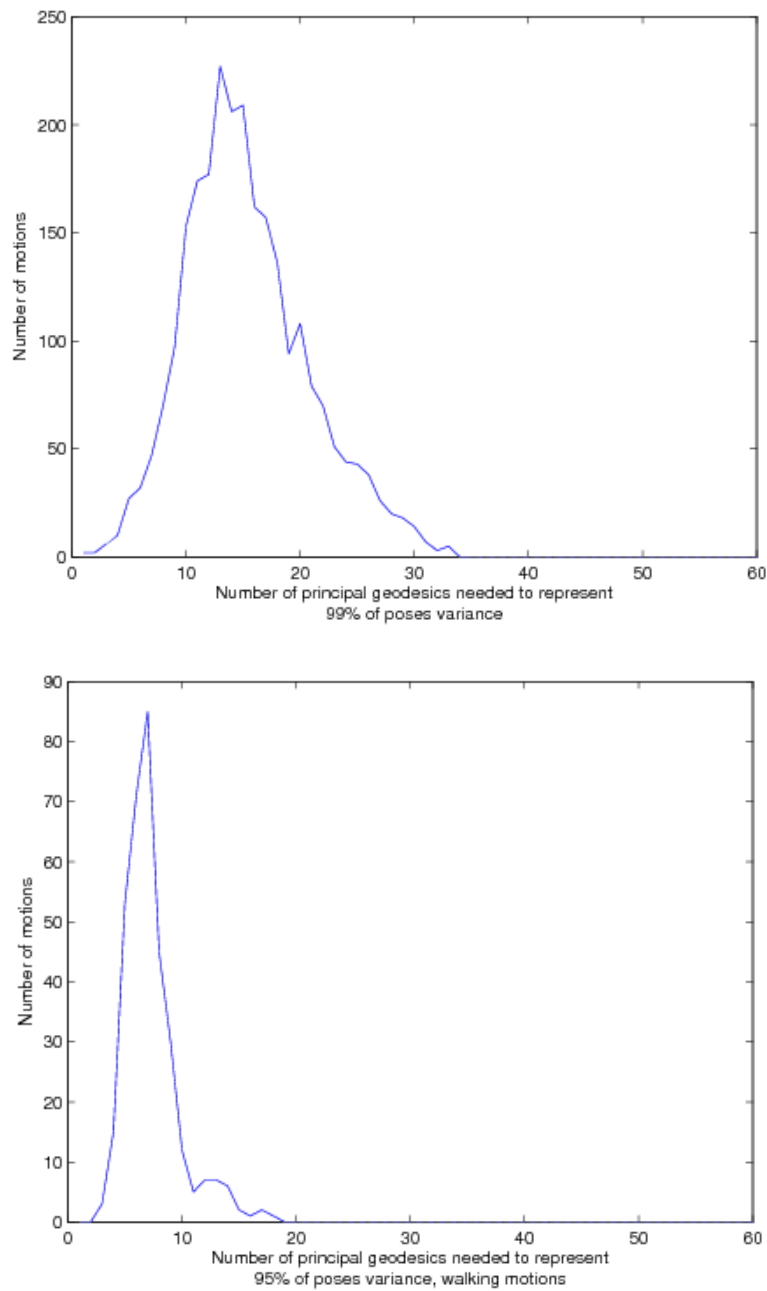 250
200
150
100
50
0
Number of motions
0 10 20 30 40 50 60
Number of principal geodesics needed to represent
99% of poses variance
90
80
70
60
50
40
30
20
10
0
Number of motions
0 10 20 30 40 50 60
Number of principal geodesics needed to represent
95% of poses variance, walking motions